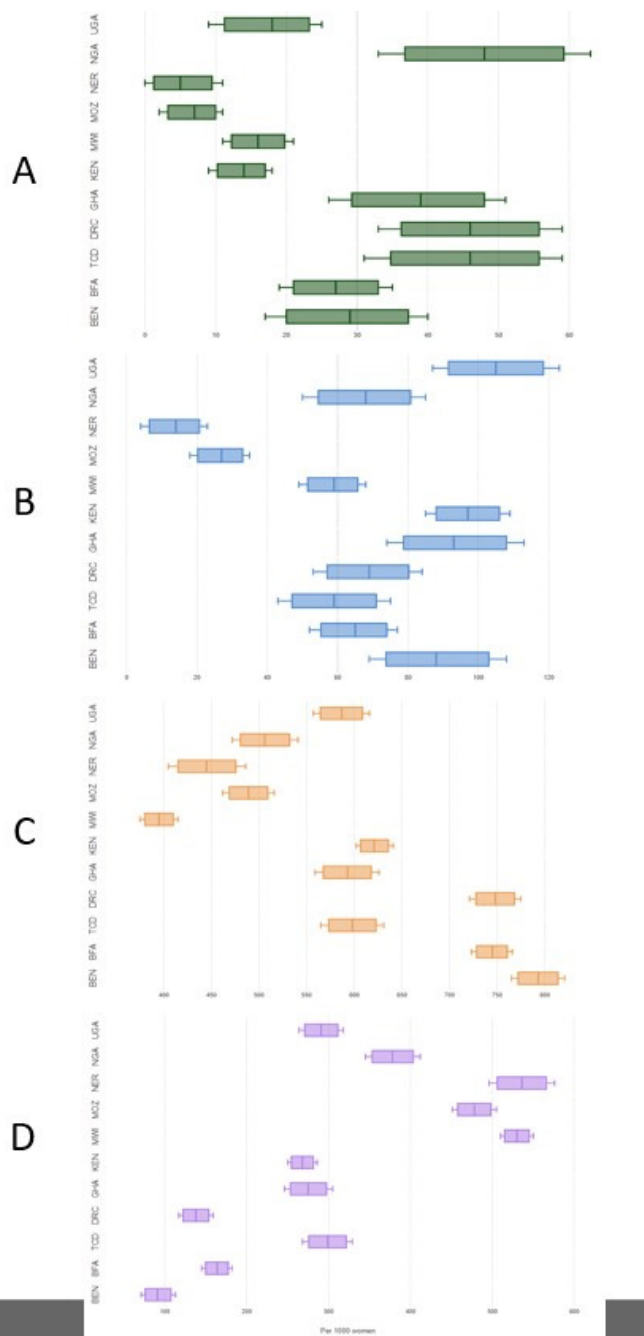 A
UGA
NGA
NER
MOZ
MWI
KEN
GHA
DRC
TCD
BFA
BEN
0 10 20 30 40 50 60
B
UGA
NGA
NER
MOZ
MWI
KEN
GHA
DRC
TCD
BFA
BEN
0 20 40 60 80 100 120
C
UGA
NGA
NER
MOZ
MWI
KEN
GHA
DRC
TCD
BFA
BEN
400 450 500 550 600 650 700 750 800
D
UGA
NGA
NER
MOZ
MWI
KEN
GHA
DRC
TCD
BFA
BEN
100 200 300 400 500 600
Per 1000 women